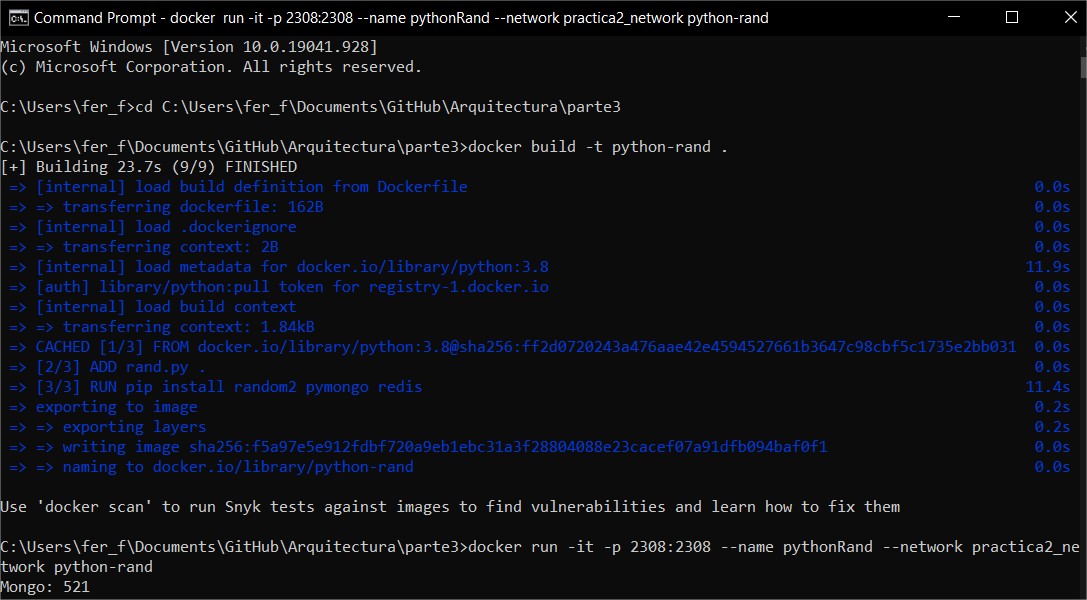 Command Prompt - docker  run -it -p 2308:2308 --name pythonRand --network practica2_network python-rand
Microsoft Windows [Version 10.0.19041.928]
(c) Microsoft Corporation. All rights reserved.
C:\Users\fer_f>cd C:\Users\fer_f\Documents\GitHub\Arquitectura\parte3
C:\Users\fer_f\Documents\GitHub\Arquitectura\parte3>docker build -t python-rand .
[+] Building 23.7s (9/9) FINISHED
=> [internal] load build definition from Dockerfile 0.0s
=> => transferring dockerfile: 162B 0.0s
=> [internal] load .dockerignore 0.0s
=> => transferring context: 2B 0.0s
=> [internal] load metadata for docker.io/library/python:3.8 11.9s
=> [auth] library/python:pull token for registry-1.docker.io 0.0s
=> [internal] load build context 0.0s
=> => transferring context: 1.84kB 0.0s
=> CACHED [1/3] FROM docker.io/library/python:3.8@sha256:ff2d0720243a476aae42e4594527661b3647c98cbf5c1735e2bb031 0.0s
=> [2/3] ADD rand.py . 0.0s
=> [3/3] RUN pip install random2 pymongo redis 11.4s
=> exporting to image 0.2s
=> => exporting layers 0.2s
=> => writing image sha256:f5a97e5e912fdbf720a9eb1ebc31a3f28804088e23cacef07a91dfb094baf0f1 0.0s
=> => naming to docker.io/library/python-rand 0.0s
Use 'docker scan' to run Snyk tests against images to find vulnerabilities and learn how to fix them
C:\Users\fer_f\Documents\GitHub\Arquitectura\parte3>docker run -it -p 2308:2308 --name pythonRand --network practica2_ne
twork python-rand
Mongo: 521